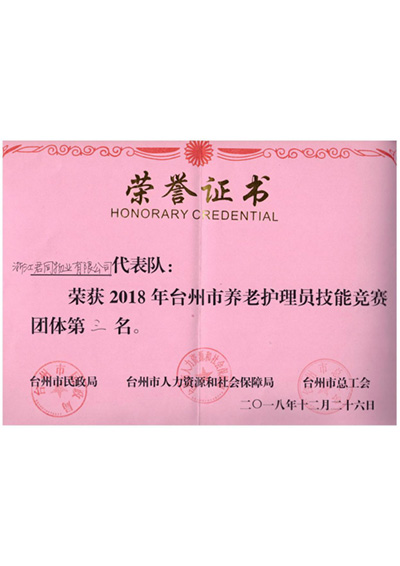 荣誉证书
HONORARY CREDENTIAL
浙江君同物业有限公司代表队：
荣获2018年台州市养老护理员技能竞赛
团体第三名。
台州市民政局 台州市人力资源和社会保障局 台州市总工会
二〇一八年十二月二十六日